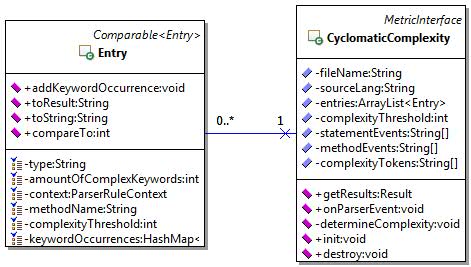 Comparable<Entry>
Entry
+addKeywordOccurrence:void
+toResult:String
+toString:String
+compareTo:int
-type:String
-amountOfComplexKeywords:int
-context:ParserRuleContext
-methodName:String
-complexityThreshold:int
-keywordOccurrences:HashMap<
0..*
1
MetricInterface
CyclomaticComplexity
-fileName:String
-sourceLang:String
-entries:ArrayList<Entry>
-complexityThreshold:int
-statementEvents:String[]
-methodEvents:String[]
-complexityTokens:String[]
+getResults:Result
+onParserEvent:void
-determineComplexity:void
+init:void
+destroy:void